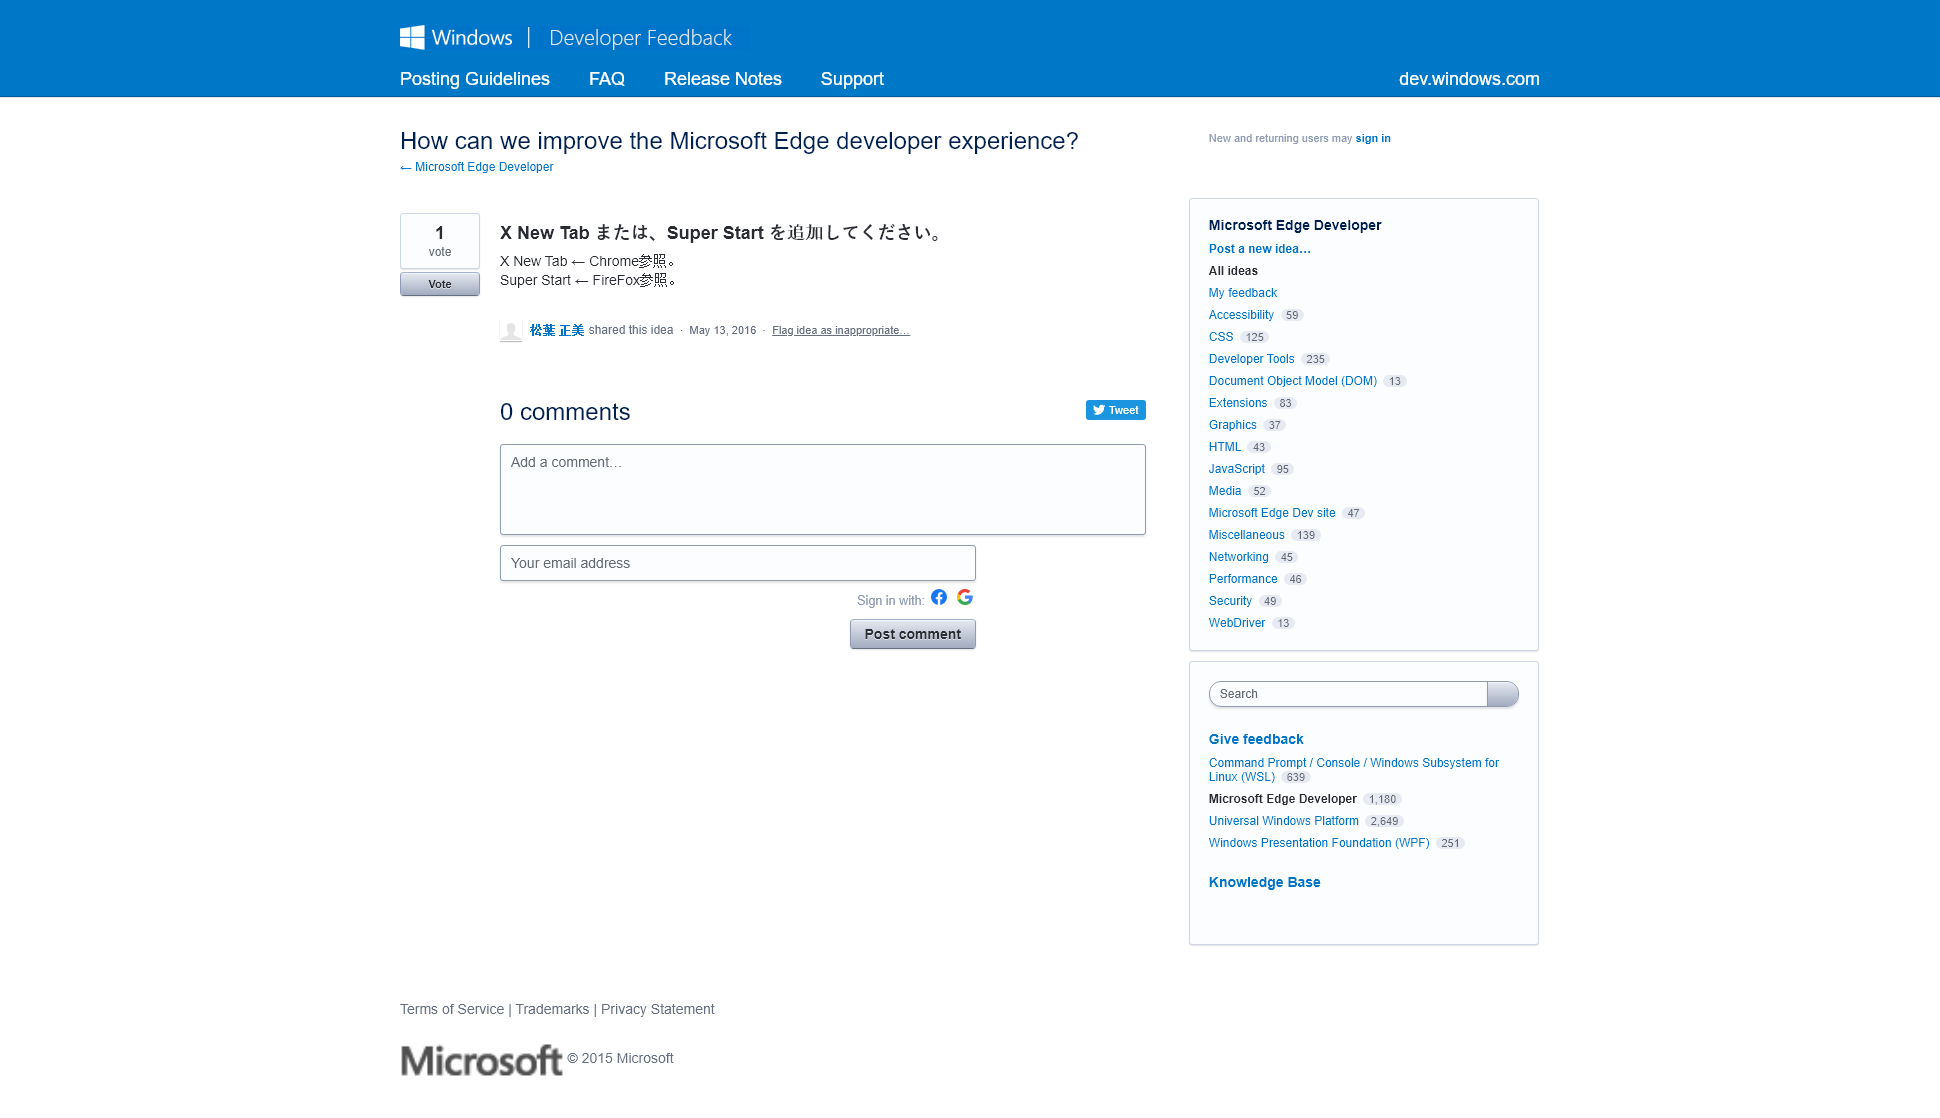 Windows | Developer Feedback
Posting Guidelines FAQ Release Notes Support dev.windows.com
How can we improve the Microsoft Edge developer experience?
← Microsoft Edge Developer
New and returning users may sign in
1
vote
Vote
X New Tab または、Super Start を追加してください。
X New Tab ← Chrome参照。
Super Start ← FireFox参照。
松葉 正美 shared this idea · May 13, 2016 · Flag idea as inappropriate…
0 comments
Tweet
Add a comment…
Your email address
Sign in with:
Post comment
Microsoft Edge Developer
Post a new idea…
All ideas
My feedback
Accessibility 59
CSS 125
Developer Tools 235
Document Object Model (DOM) 13
Extensions 83
Graphics 37
HTML 43
JavaScript 95
Media 52
Microsoft Edge Dev site 47
Miscellaneous 139
Networking 45
Performance 46
Security 49
WebDriver 13
Search
Give feedback
Command Prompt / Console / Windows Subsystem for
Linux (WSL) 639
Microsoft Edge Developer 1,180
Universal Windows Platform 2,649
Windows Presentation Foundation (WPF) 251
Knowledge Base
Terms of Service | Trademarks | Privacy Statement
Microsoft © 2015 Microsoft